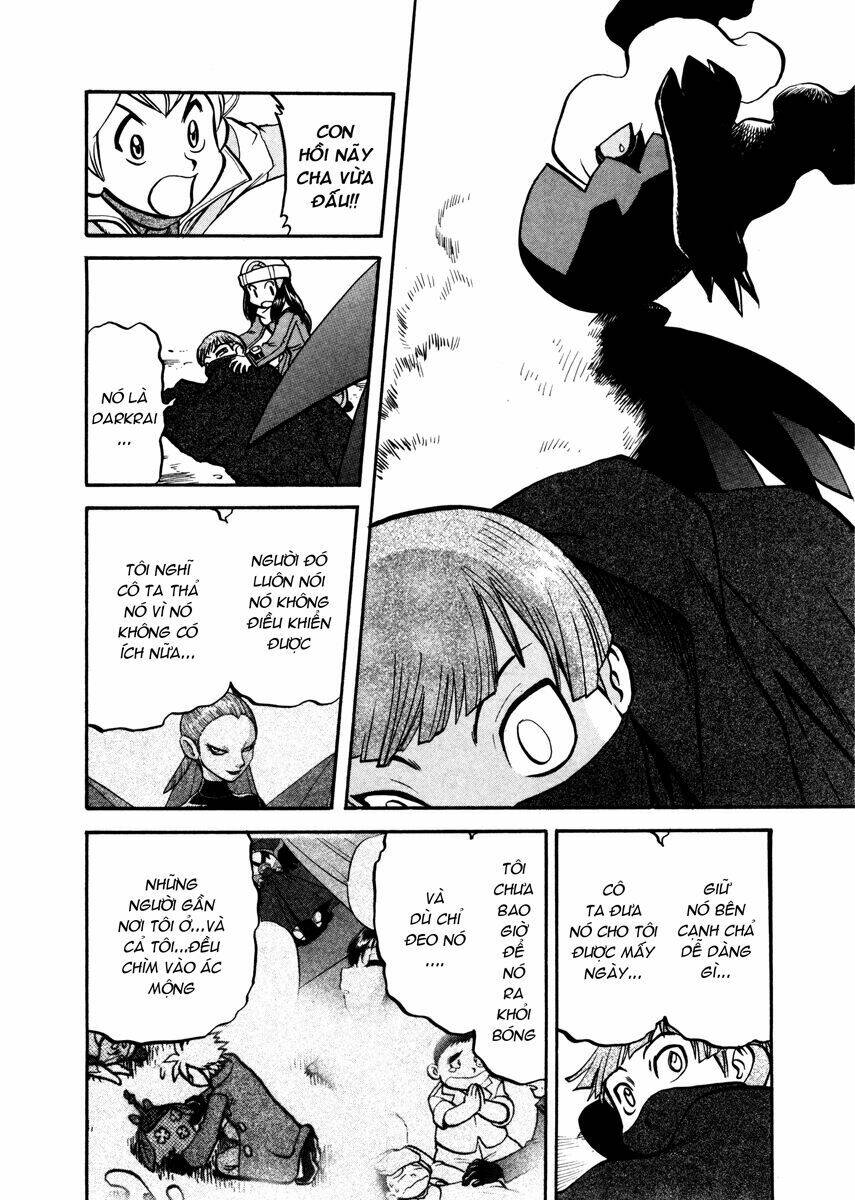 CON
HỒI NÃY
CHA VỪA
ĐẤU!!
NÓ LÀ
DARKRAI
...
NGƯỜI ĐÓ
LUÔN NÓI
NÓ KHÔNG
ĐIỀU KHIỂN
ĐƯỢC
TÔI NGHĨ
CÔ TA THẢ
NÓ VÌ NÓ
KHÔNG CÓ
ÍCH NỮA...
GIỮ
NÓ BÊN
CẠNH CHẢ
DỄ DÀNG
GÌ...
CÔ
TA ĐƯA
NÓ CHO TÔI
ĐƯỢC MẤY
NGÀY...
TÔI
CHƯA
BAO
GIỜ
ĐỂ
NÓ
RA
KHỎI
BÓNG
VÀ
DÙ CHỈ
ĐEO NÓ
....
NHỮNG
NGƯỜI GẦN
NƠI TÔI Ở...VÀ
CẢ TÔI...ĐỀU
CHÌM VÀO ÁC
MỘNG